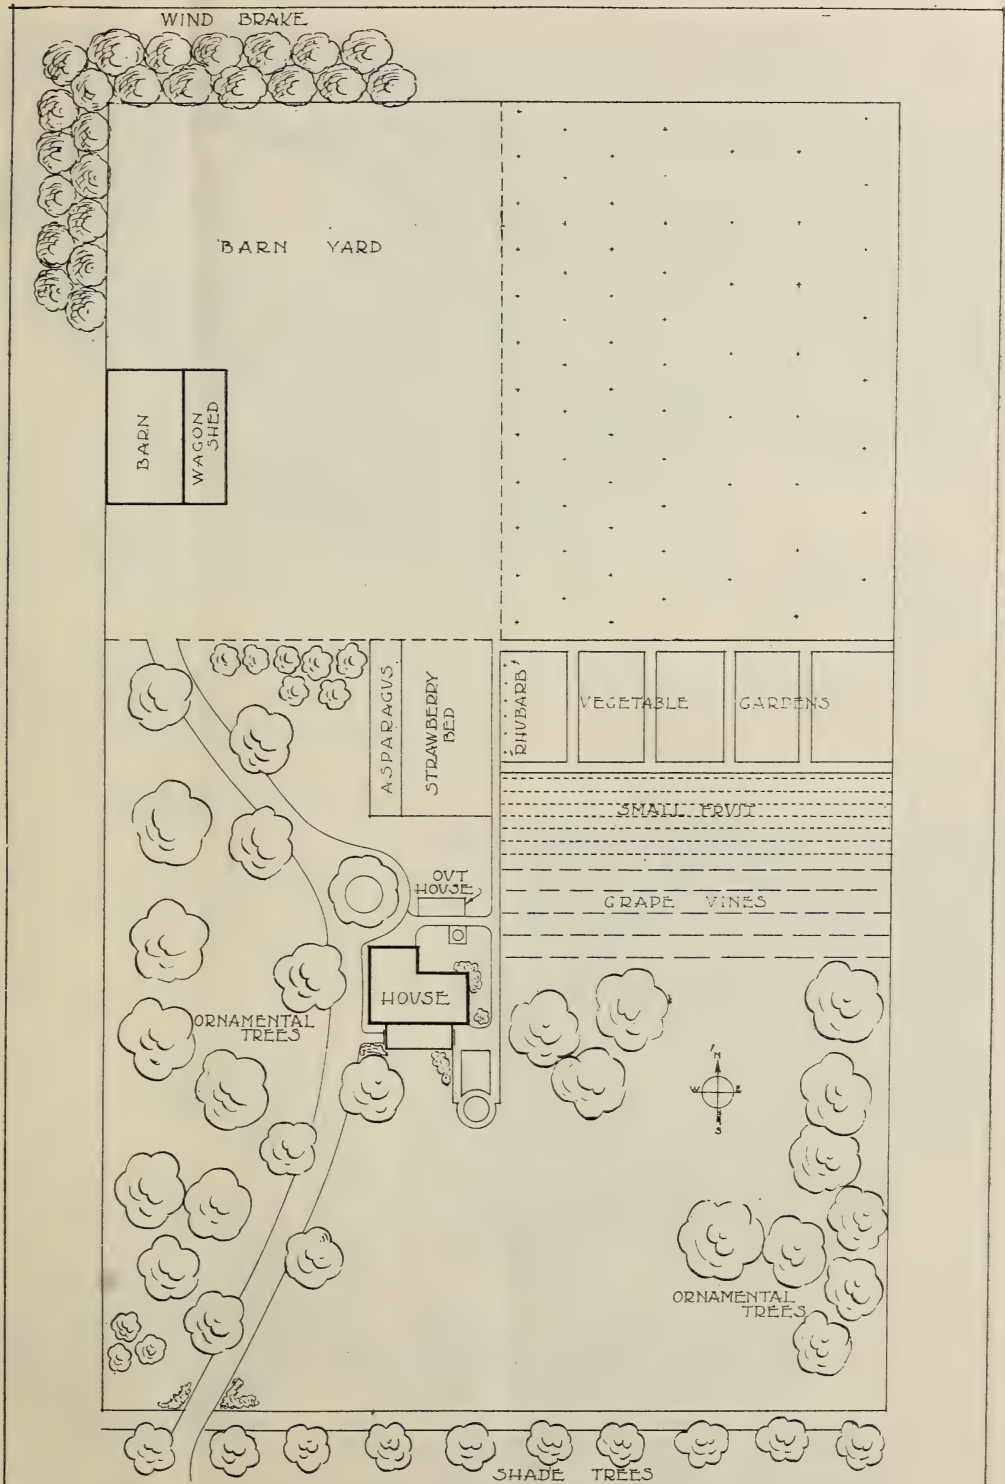 WIND BRAKE
BARN YARD
BARN
WAGON
SHED
ASPARAGUS
STRAWBERRY
BED
RHUBARB
VEGETABLE GARDENS
SMALL FRUIT
OUT
HOUSE
GRAPE VINES
HOUSE
ORNAMENTAL
TREES
N
W E
S
ORNAMENTAL
TREES
SHADE TREES